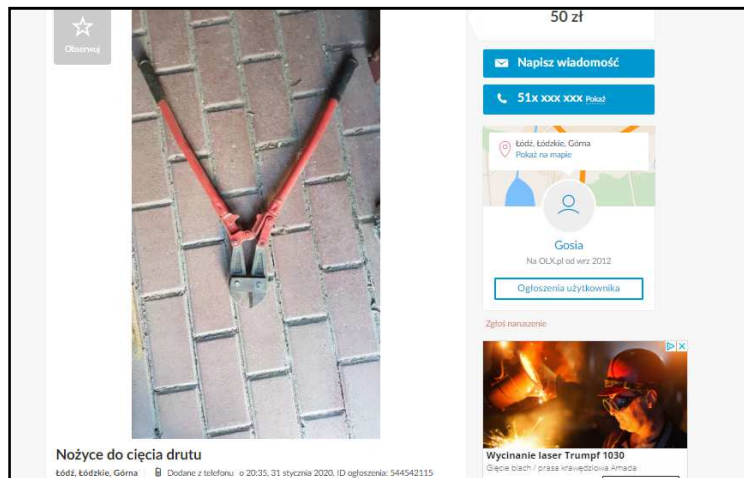 Obserwuj
50 zł
Napisz wiadomość
51x xxx xxx Pokaż
Łódź, Łódzkie, Górna
Pokaż na mapie
Gosia
Na OLX.pl od wrz 2012
Ogłoszenia użytkownika
Zgłoś naruszenie
Wycinanie laser Trumpf 1030
Gięcie blach / prasa krawędziowa Amada
Nożyce do cięcia drutu
Łódź, Łódzkie, Górna Dodane z telefonu o 20:35, 31 stycznia 2020, ID ogłoszenia: 544542115